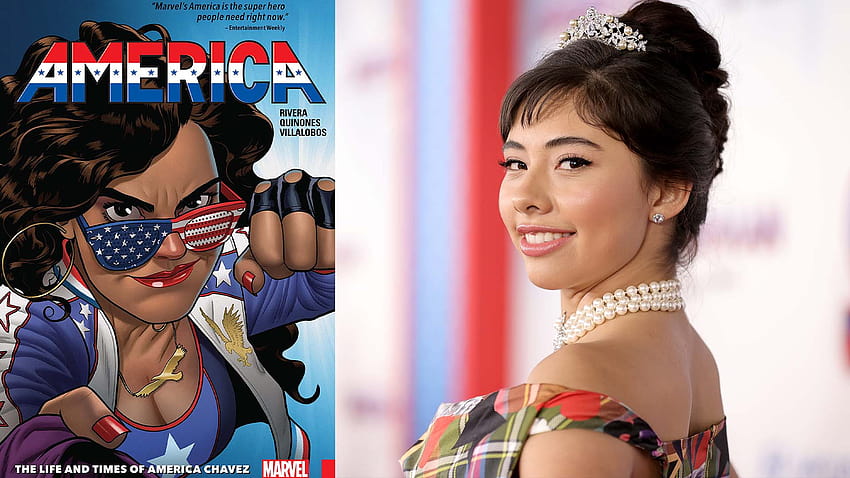 "Marvel's America is the super hero
people need right now."
– Entertainment Weekly
AMERICA
RIVERA
QUINONES
VILLALOBOS
THE LIFE AND TIMES OF AMERICA CHAVEZ
MARVEL